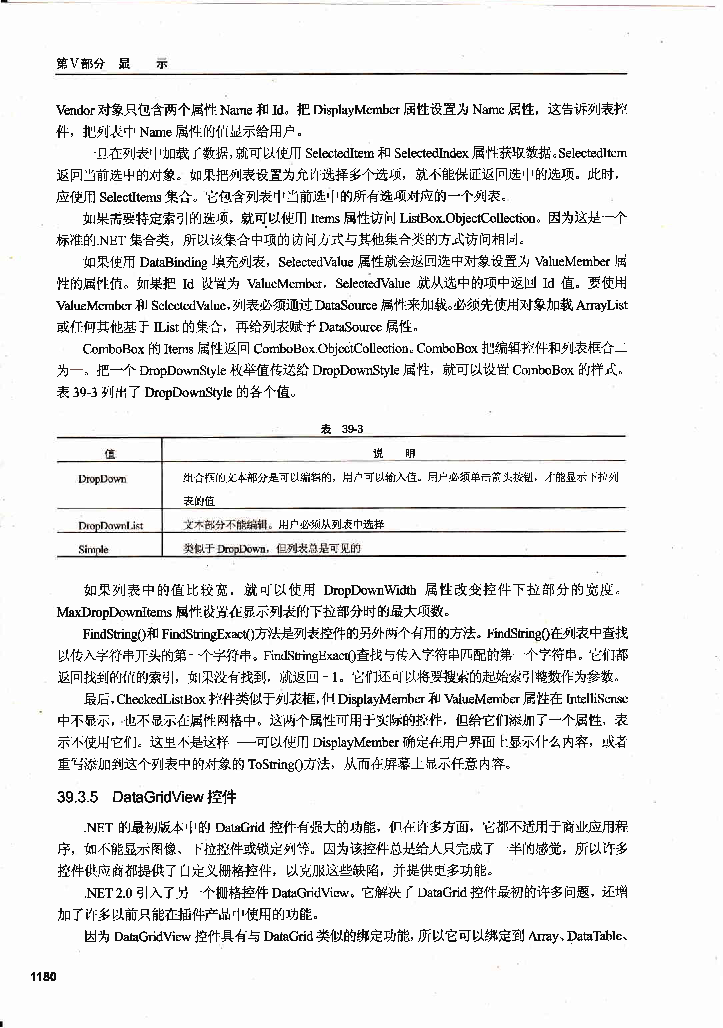 第Ⅴ部分 显 示
Vendor 对象只包含两个属性 Name 和 Id。把 DisplayMember 属性设置为 Name 属性，这告诉列表控
件，把列表中 Name 属性的值显示给用户。
一旦在列表中加载了数据，就可以使用 SelectedItem 和 SelectedIndex 属性获取数据。SelectedItem
返回当前选中的对象。如果把列表设置为允许选择多个选项，就不能保证返回选中的选项。此时，
应使用 SelectItems 集合。它包含列表中当前选中的所有选项对应的一个列表。
如果需要特定索引的选项，就可以使用 Items 属性访问 ListBox.ObjectCollection。因为这是一个
标准的.NET 集合类，所以该集合中项的访问方式与其他集合类的方式访问相同。
如果使用 DataBinding 填充列表，SelectedValue 属性就会返回选中对象设置为 ValueMember 属
性的属性值。如果把 Id 设置为 ValueMember，SelectedValue 就从选中的项中返回 Id 值。要使用
ValueMember 和 SelectedValue，列表必须通过 DataSource 属性来加载。必须先使用对象加载 ArrayList
或任何其他基于 IList 的集合，再给列表赋予 DataSource 属性。
ComboBox 的 Items 属性返回 ComboBox.ObjectCollection。ComboBox 把编辑控件和列表框合二
为一。把一个 DropDownStyle 枚举值传送给 DropDownStyle 属性，就可以设置 ComboBox 的样式。
表 39-3 列出了 DropDownStyle 的各个值。
表 39-3
值 说 明
DropDown 组合框的文本部分是可以编辑的，用户可以输入值。用户必须单击箭头按钮，才能显示下拉列
表的值
DropDownList 文本部分不能编辑。用户必须从列表中选择
Simple 类似于 DropDown，但列表总是可见的
如果列表中的值比较宽，就可以使用 DropDownWidth 属性改变控件下拉部分的宽度。
MaxDropDownItems 属性设置在显示列表的下拉部分时的最大项数。
FindString()和 FindStringExact()方法是列表控件的另外两个有用的方法。FindString()在列表中查找
以传入字符串开头的第一个字符串。FindStringExact()查找与传入字符串匹配的第一个字符串。它们都
返回找到的值的索引，如果没有找到，就返回－1。它们还可以将要搜索的起始索引整数作为参数。
最后，CheckedListBox 控件类似于列表框，但 DisplayMember 和 ValueMember 属性在 IntelliSense
中不显示，也不显示在属性网格中。这两个属性可用于实际的控件，但给它们添加了一个属性，表
示不使用它们。这里不是这样——可以使用 DisplayMember 确定在用户界面上显示什么内容，或者
重写添加到这个列表中的对象的 ToString()方法，从而在屏幕上显示任意内容。
39.3.5 DataGridView 控件
.NET 的最初版本中的 DataGrid 控件有强大的功能，但在许多方面，它都不适用于商业应用程
序，如不能显示图像、下拉控件或锁定列等。因为该控件总是给人只完成了一半的感觉，所以许多
控件供应商都提供了自定义栅格控件，以克服这些缺陷，并提供更多功能。
.NET 2.0 引入了另一个栅格控件 DataGridView。它解决了 DataGrid 控件最初的许多问题，还增
加了许多以前只能在插件产品中使用的功能。
因为 DataGridView 控件具有与 DataGrid 类似的绑定功能，所以它可以绑定到 Array、DataTable、
1180